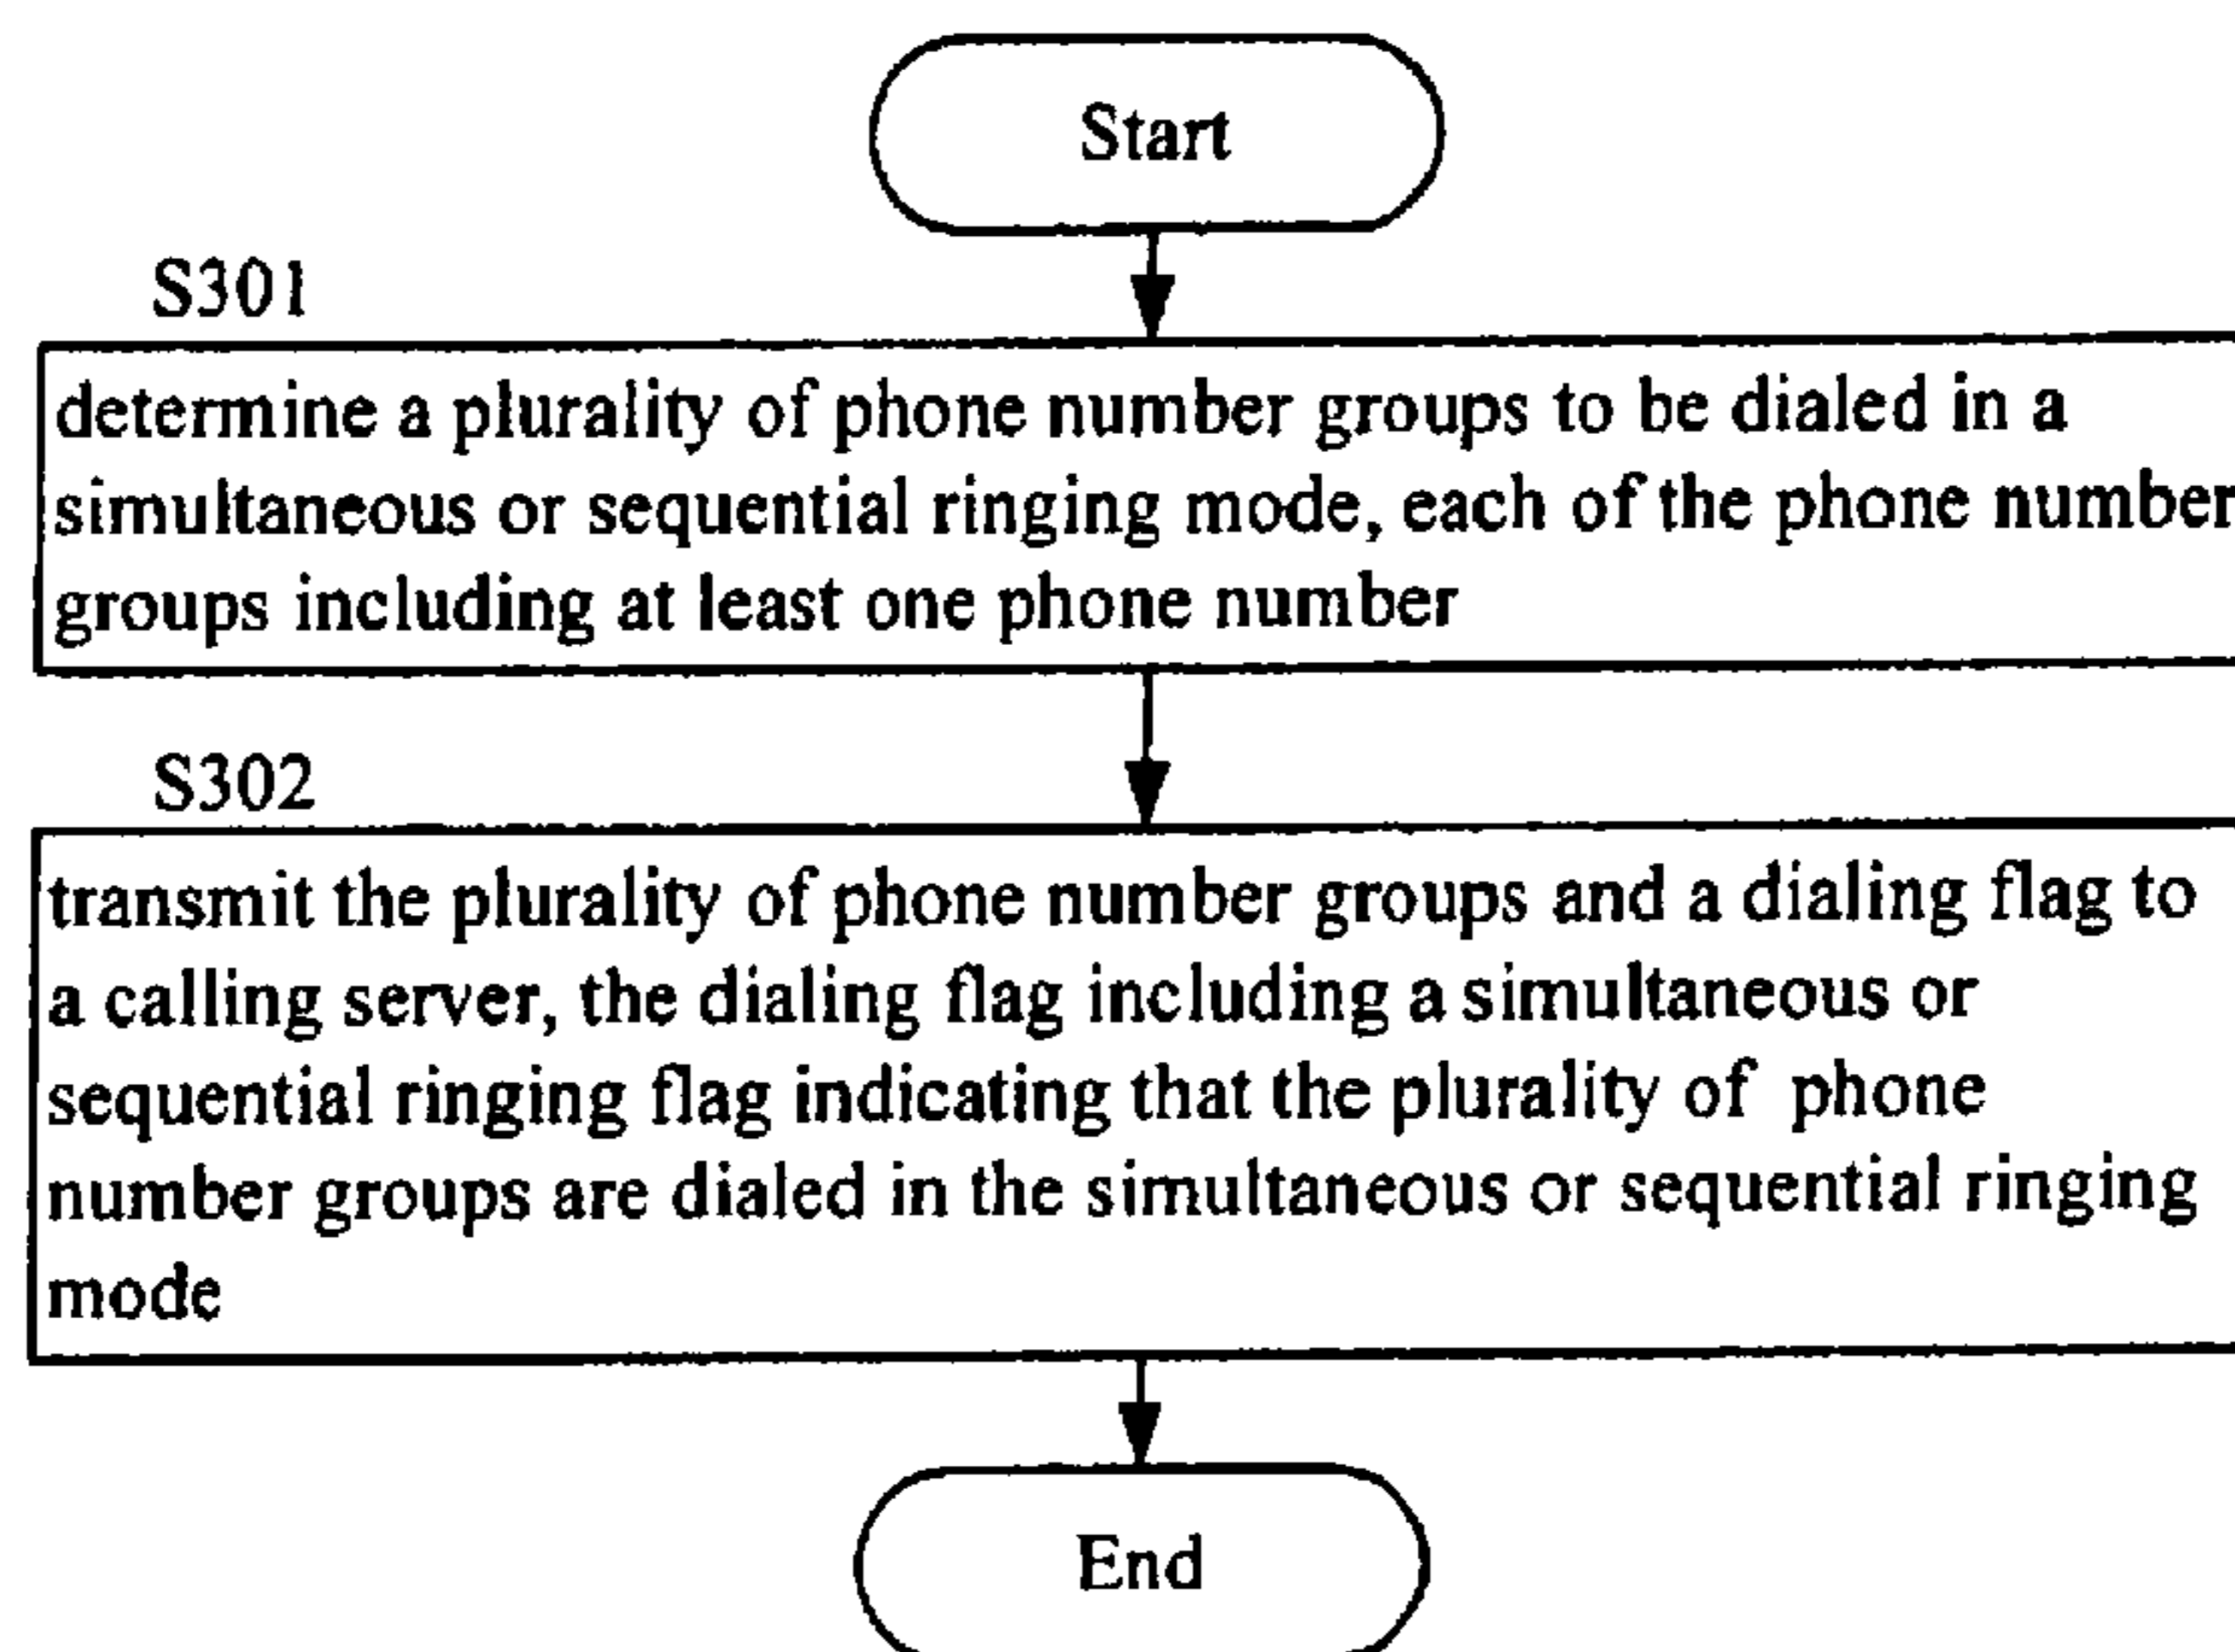 Start
S301
determine a plurality of phone number groups to be dialed in a
simultaneous or sequential ringing mode, each of the phone number
groups including at least one phone number
S302
transmit the plurality of phone number groups and a dialing flag to
a calling server, the dialing flag including a simultaneous or
sequential ringing flag indicating that the plurality of phone
number groups are dialed in the simultaneous or sequential ringing
mode
End